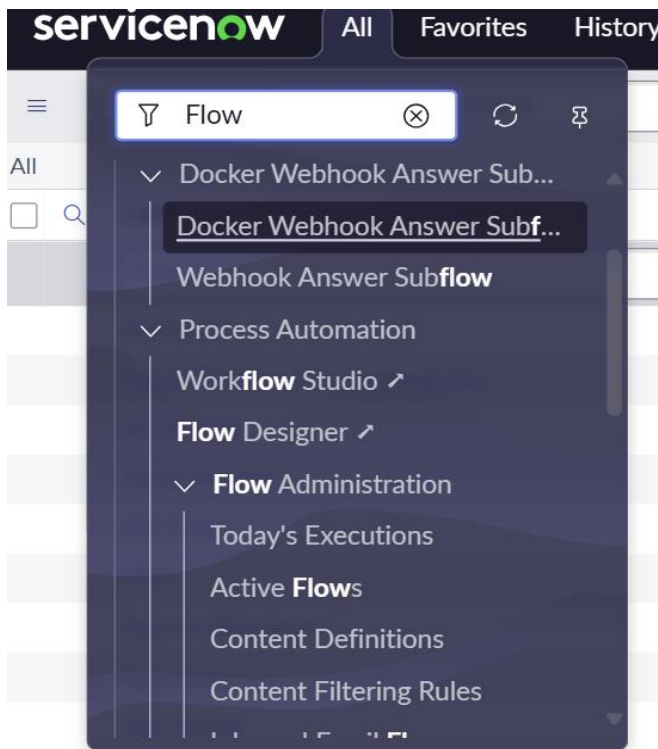 servicenow All Favorites History
Flow
All
Docker Webhook Answer Sub...
Docker Webhook Answer Subf...
Webhook Answer Subflow
Process Automation
Workflow Studio ↗
Flow Designer ↗
Flow Administration
Today's Executions
Active Flows
Content Definitions
Content Filtering Rules